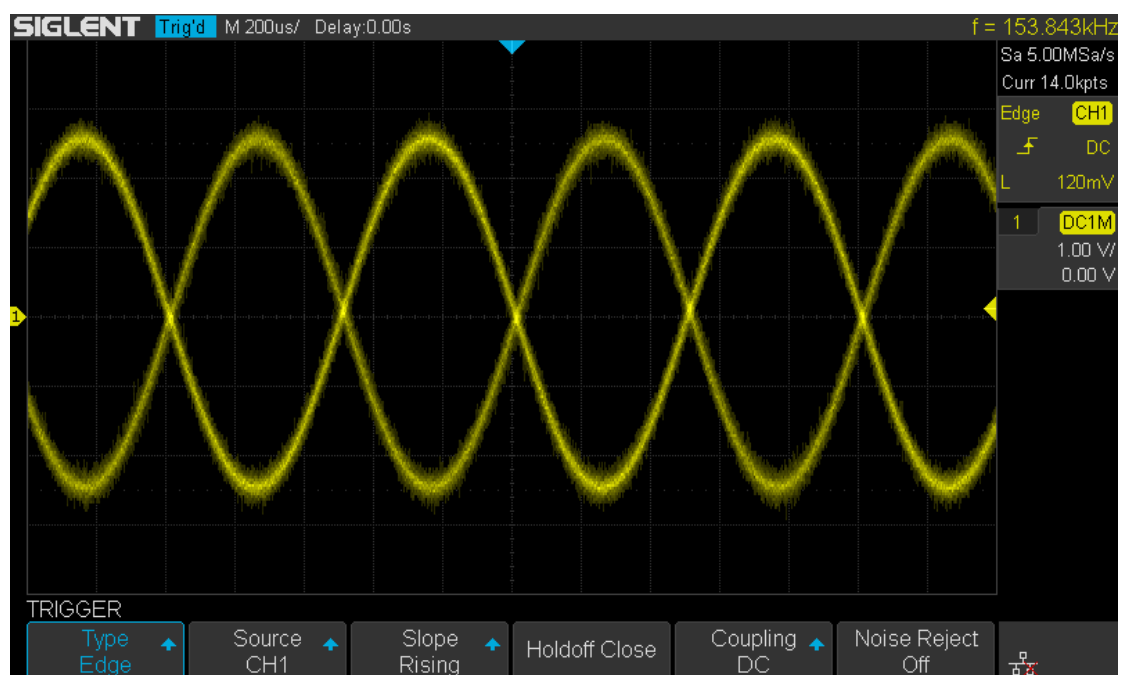 SIGLENT Trig'd M 200us/ Delay:0.00s f = 153.843kHz
Sa 5.00MSa/s
Curr 14.0kpts
Edge CH1
DC
L 120mV
1 DC1M
1.00 V/
0.00 V
1
TRIGGER
Type Source Slope Holdoff Close Coupling Noise Reject
Edge CH1 Rising DC Off